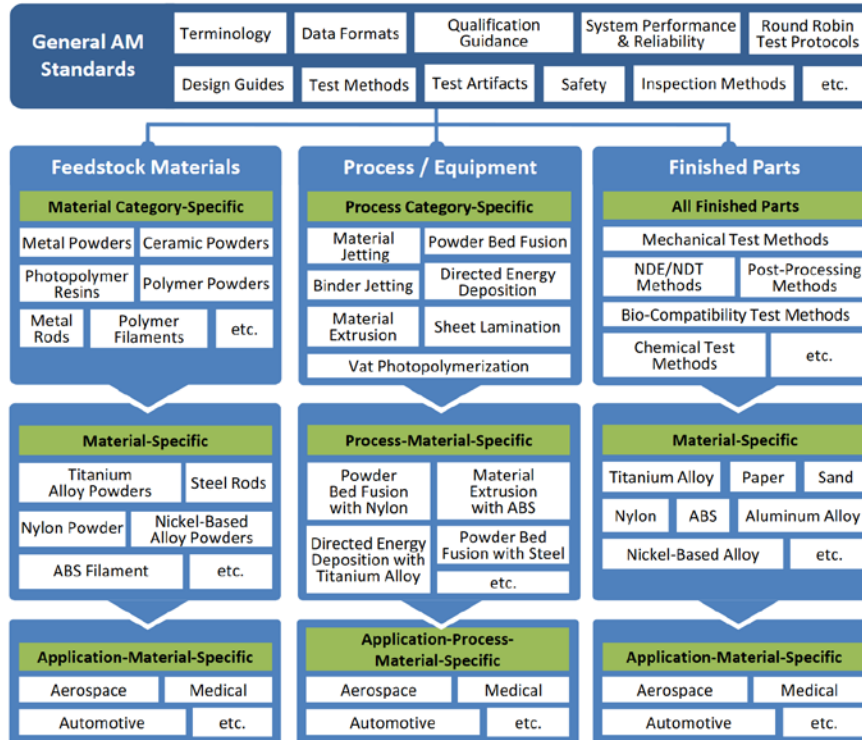 General AM
Standards
Terminology
Data Formats
Qualification
Guidance
System Performance
& Reliability
Round Robin
Test Protocols
Design Guides
Test Methods
Test Artifacts
Safety
Inspection Methods
etc.
Feedstock Materials
Material Category-Specific
Metal Powders
Ceramic Powders
Photopolymer
Resins
Polymer Powders
Metal
Rods
Polymer
Filaments
etc.
Material-Specific
Titanium
Alloy Powders
Steel Rods
Nylon Powder
Nickel-Based
Alloy Powders
ABS Filament
etc.
Application-Material-Specific
Aerospace
Medical
Automotive
etc.
Process / Equipment
Process Category-Specific
Material
Jetting
Powder Bed Fusion
Binder Jetting
Directed Energy
Deposition
Material
Extrusion
Sheet Lamination
Vat Photopolymerization
Process-Material-Specific
Powder
Bed Fusion
with Nylon
Material
Extrusion
with ABS
Directed Energy
Deposition with
Titanium Alloy
Powder Bed
Fusion with Steel
etc.
Application-Process-
Material-Specific
Aerospace
Medical
Automotive
etc.
Finished Parts
All Finished Parts
Mechanical Test Methods
NDE/NDT
Methods
Post-Processing
Methods
Bio-Compatibility Test Methods
Chemical Test
Methods
etc.
Material-Specific
Titanium Alloy
Paper
Sand
Nylon
ABS
Aluminum Alloy
Nickel-Based Alloy
etc.
Application-Material-Specific
Aerospace
Medical
Automotive
etc.